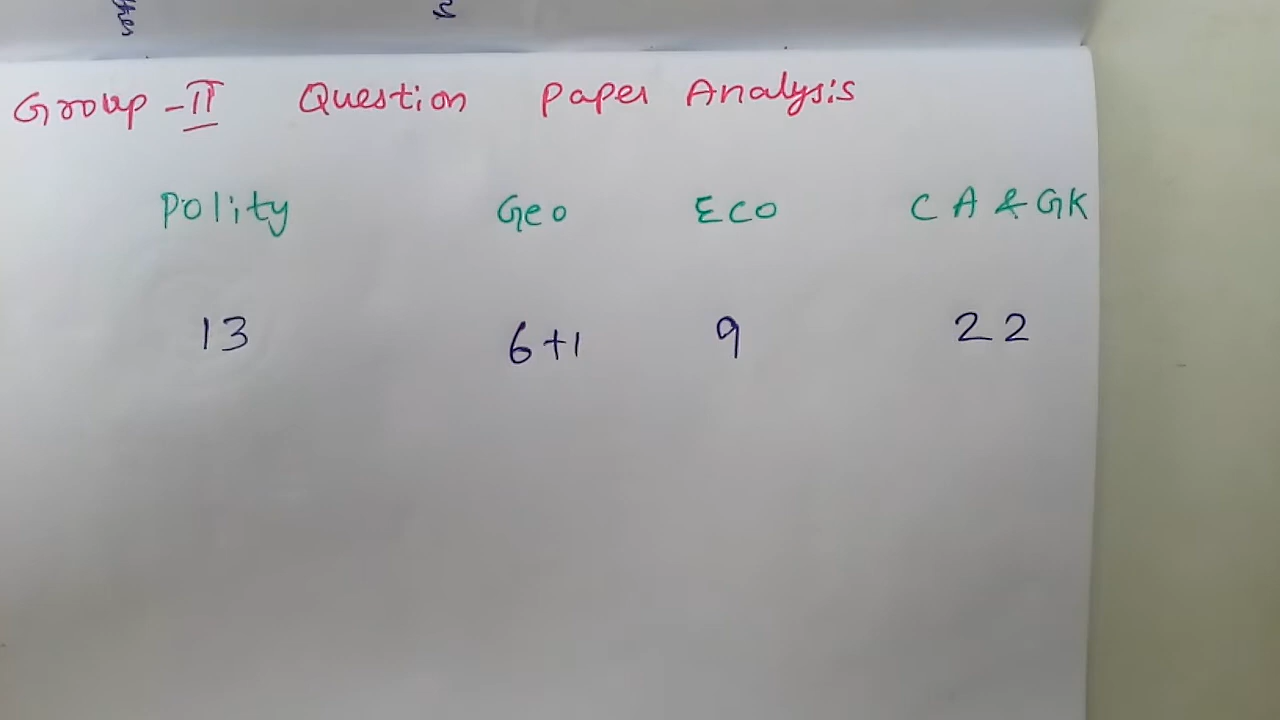 Group - II Question Paper Analysis
Polity Geo Eco CA & GK
13 6+1 9 22